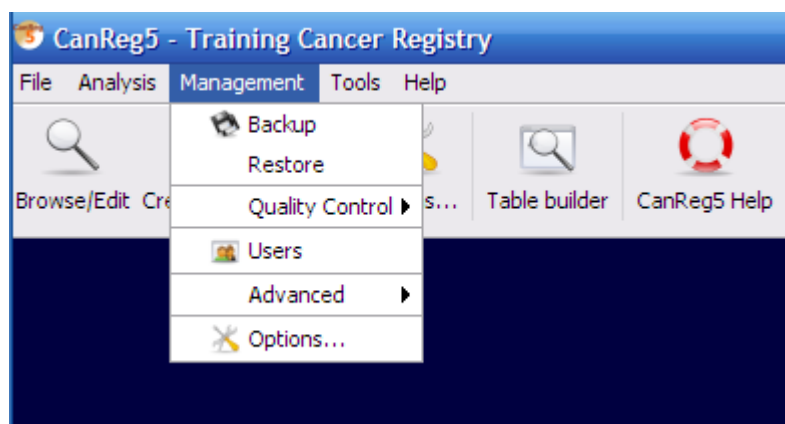 CanReg5 - Training Cancer Registry
File Analysis Management Tools Help
Backup
Restore
Quality Control
Users
Advanced
Options...
Browse/Edit Cre s... Table builder CanReg5 Help